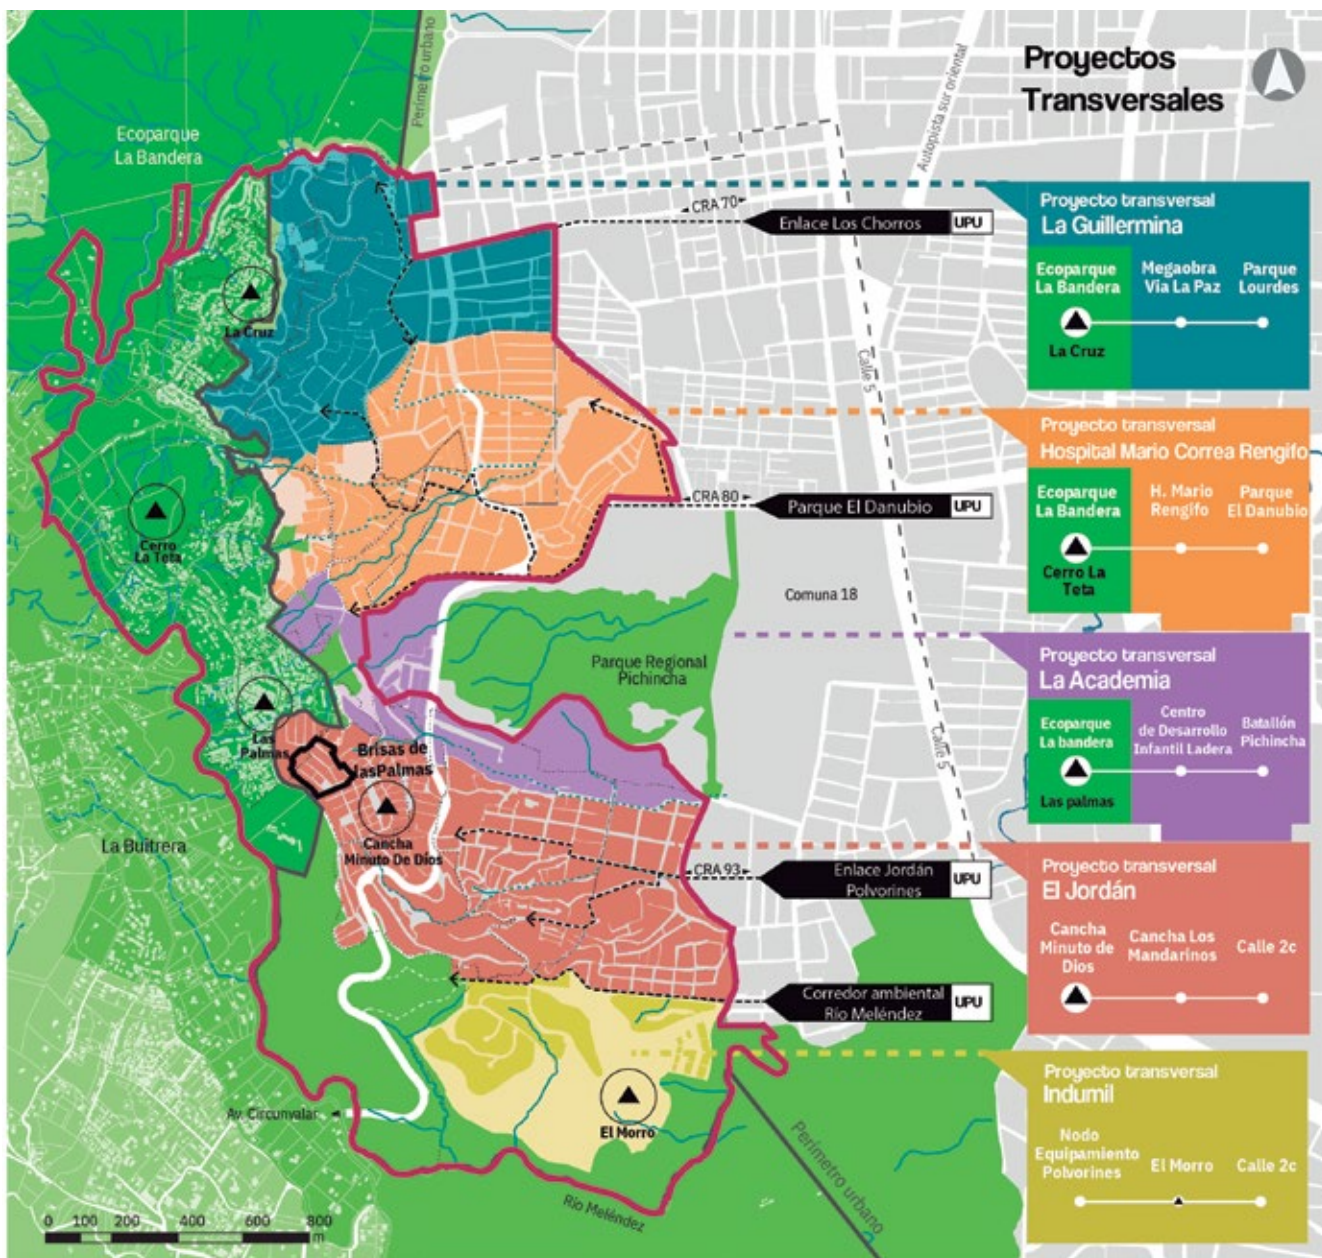 Proyectos
Transversales
Ecoparque
La Bandera
Perímetro urbano
Autopista sur oriental
CRA 70
Enlace Los Chorros
UPU
Proyecto transversal
La Guillermina
Ecoparque
La Bandera
Megaobra
Via La Paz
Parque
Lourdes
La Cruz
La Cruz
Calle 5
Proyecto transversal
Hospital Mario Correa Rengifo
Ecoparque
La Bandera
H. Mario
Rengifo
Parque
El Danubio
Cerro La
Teta
CRA 80
Parque El Danubio
UPU
Cerro
La Teta
Comuna 18
Parque Regional
Pichincha
Proyecto transversal
La Academia
Ecoparque
La bandera
Centro
de Desarrollo
Infantil Ladera
Batallón
Pichincha
Las palmas
Las
Palmas
Brisas de
lasPalmas
Calle 5
Cancha
Minuto De Dios
La Buitrera
CRA 93
Enlace Jordán
Polvorines
UPU
Proyecto transversal
El Jordán
Cancha
Minuto de
Dios
Cancha Los
Mandarinos
Calle 2c
Corredor ambiental
Río Meléndez
UPU
Proyecto transversal
Indumil
Nodo
Equipamiento
Polvorines
El Morro
Calle 2c
Av. Circunvalar
El Morro
Río Meléndez
Perímetro urbano
0 100 200 400 600 800
m